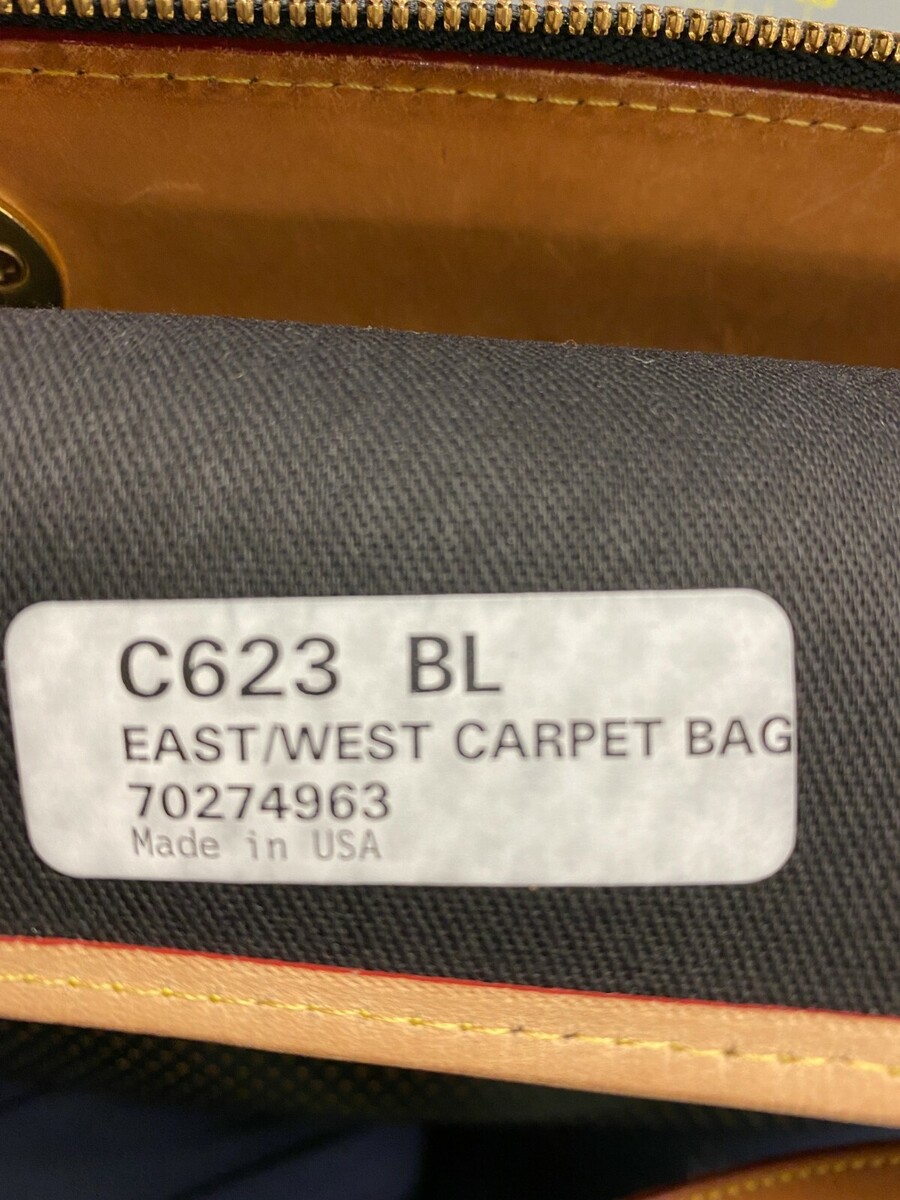 C623 BL
EAST/WEST CARPET BAG
70274963
Made in USA